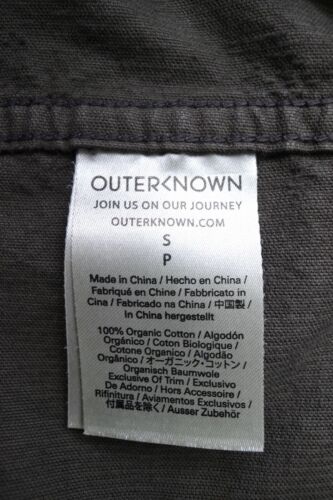 OUTERKNOWN
JOIN US ON OUR JOURNEY
OUTERKNOWN.COM
S
P
Made in China / Hecho en China /
Fabriqué en Chine / Fabbricato in
Cina / Fabricado na China / 中国製 /
In China hergestellt
100% Organic Cotton / Algodón
Orgánico / Coton Biologique /
Cotone Organico / Algodão
Orgânico / オーガニック・コットン /
Organisch Baumwole
Exclusive Of Trim / Exclusivo
De Adorno / Hors Accessoire /
Rifinitura / Aviamentos Exclusivos /
付属品を除く / Ausser Zubehör